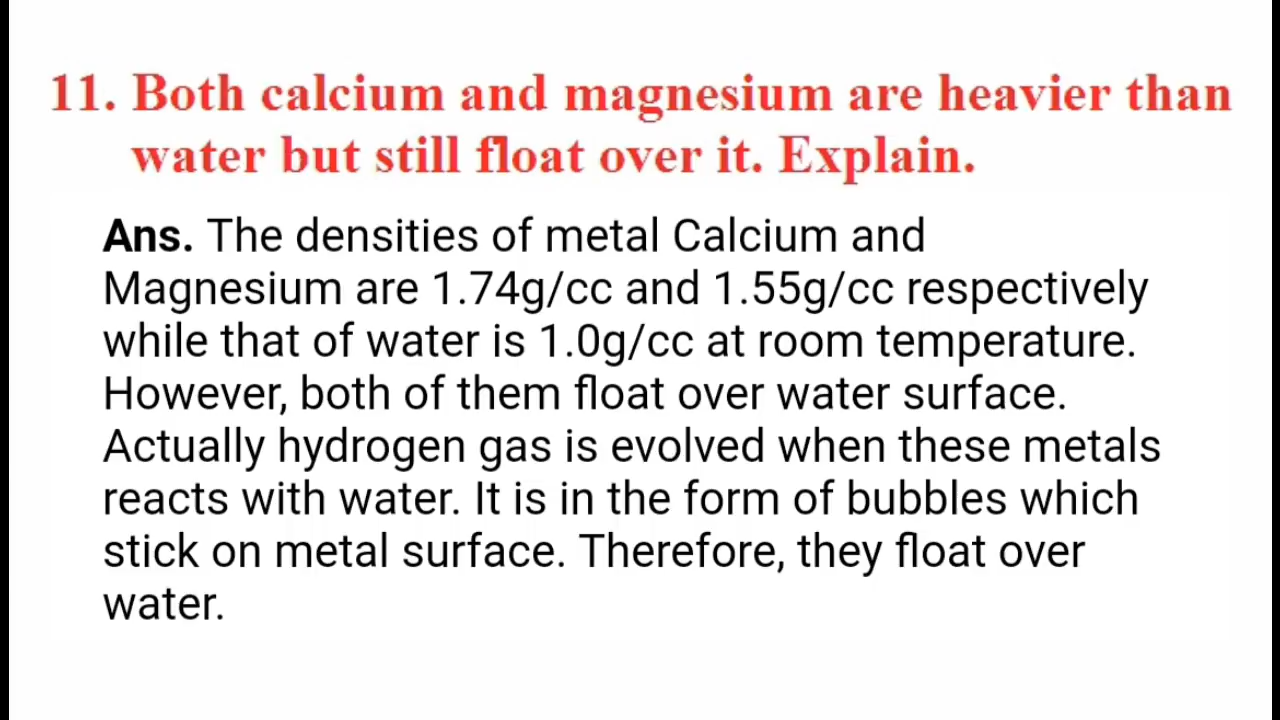 11. Both calcium and magnesium are heavier than
water but still float over it. Explain.
Ans. The densities of metal Calcium and
Magnesium are 1.74g/cc and 1.55g/cc respectively
while that of water is 1.0g/cc at room temperature.
However, both of them float over water surface.
Actually hydrogen gas is evolved when these metals
reacts with water. It is in the form of bubbles which
stick on metal surface. Therefore, they float over
water.